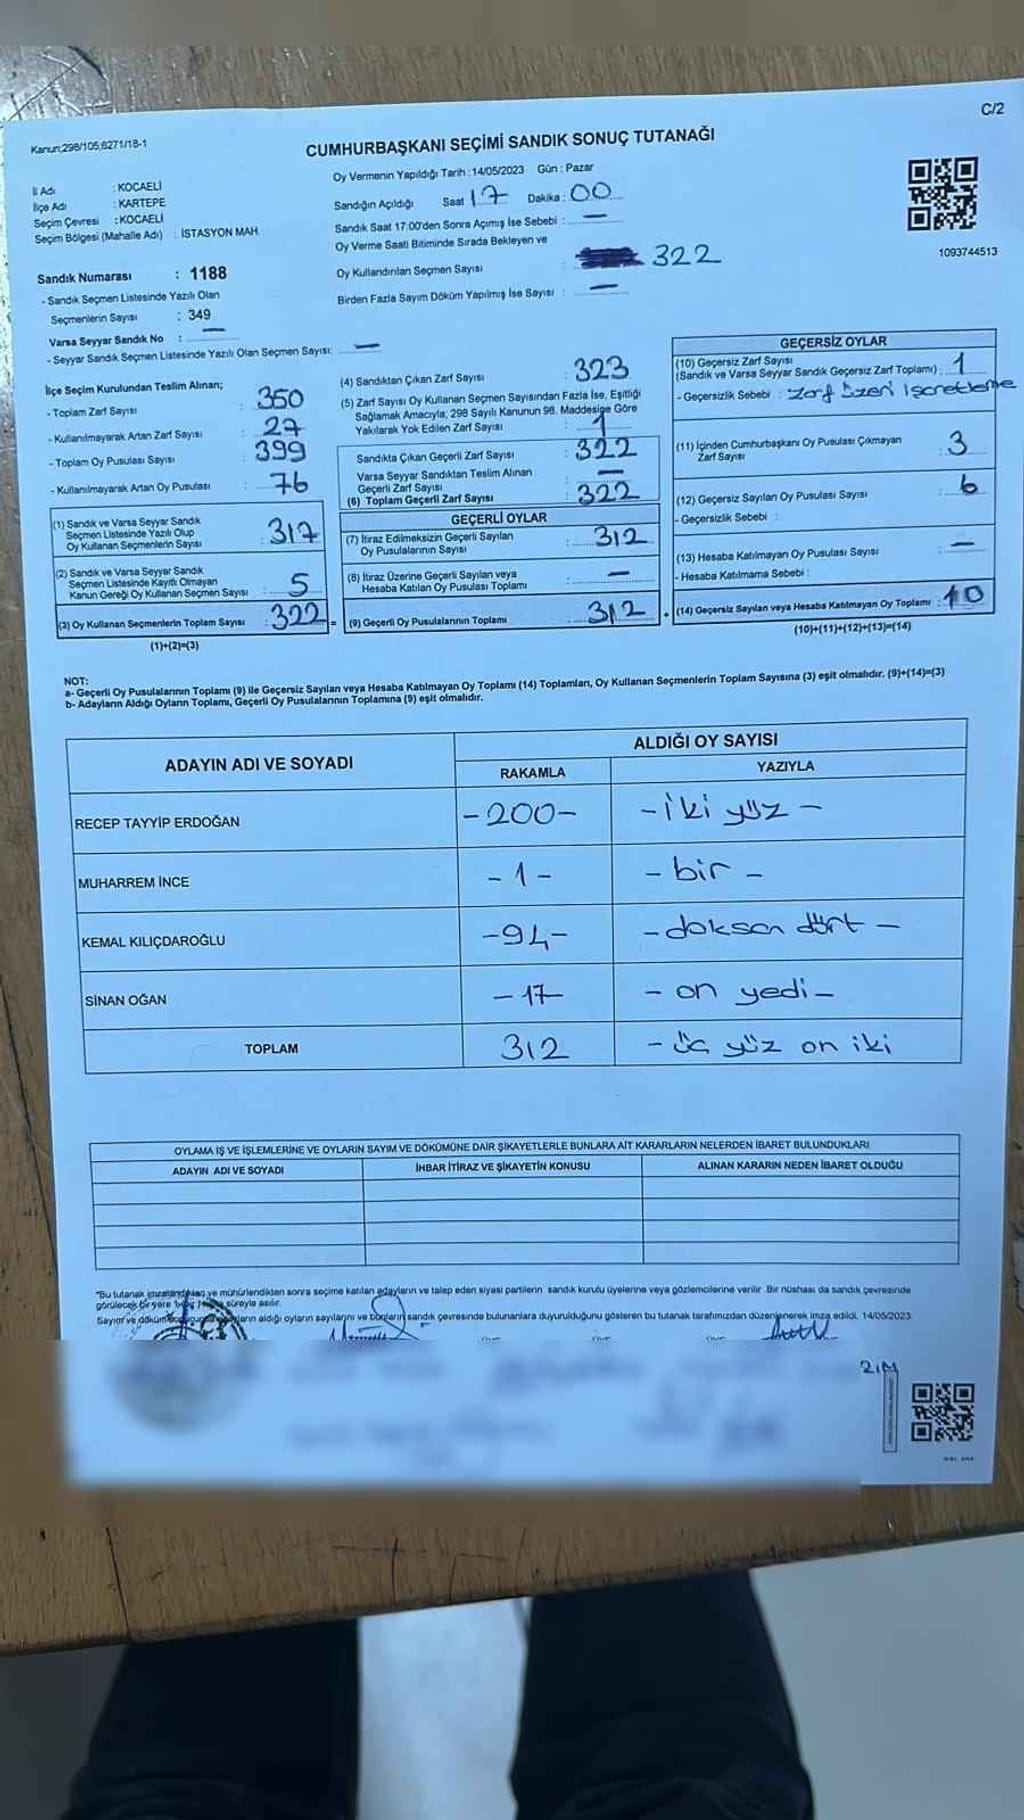 C/2
Kanun;298/105;6271/18-1
CUMHURBAŞKANI SEÇİMİ SANDIK SONUÇ TUTANAĞI
İl Adı : KOCAELİ
İlçe Adı : KARTEPE
Seçim Çevresi : KOCAELİ
Seçim Bölgesi (Mahalle Adı) : İSTASYON MAH.
Oy Vermenin Yapıldığı Tarih : 14/05/2023 Gün : Pazar
Sandığın Açıldığı Saat 17 Dakika : 00
Sandık Saat 17:00'den Sonra Açımış İse Sebebi : —
Oy Verme Saati Bitiminde Sırada Bekleyen ve
Oy Kullandırılan Seçmen Sayısı : 322
Birden Fazla Sayım Döküm Yapılmış İse Sayısı : —
1093744513
Sandık Numarası : 1188
- Sandık Seçmen Listesinde Yazılı Olan
Seçmenlerin Sayısı : 349
Varsa Seyyar Sandık No : —
- Seyyar Sandık Seçmen Listesinde Yazılı Olan Seçmen Sayısı: —
İlçe Seçim Kurulundan Teslim Alınan;
- Toplam Zarf Sayısı : 350
- Kullanılmayarak Artan Zarf Sayısı : 27
- Toplam Oy Pusulası Sayısı : 399
- Kullanılmayarak Artan Oy Pusulası : 76
(1) Sandık ve Varsa Seyyar Sandık
Seçmen Listesinde Yazılı Olup
Oy Kullanan Seçmenlerin Sayısı : 317
(2) Sandık ve Varsa Seyyar Sandık
Seçmen Listesinde Kayıtlı Olmayan
Kanun Gereği Oy Kullanan Seçmen Sayısı : 5
(3) Oy Kullanan Seçmenlerin Toplam Sayısı : 322 =
(1)+(2)=(3)
(4) Sandıktan Çıkan Zarf Sayısı : 323
(5) Zarf Sayısı Oy Kullanan Seçmen Sayısından Fazla İse, Eşitliği
Sağlamak Amacıyla; 298 Sayılı Kanunun 98. Maddesine Göre
Yakılarak Yok Edilen Zarf Sayısı : 1
Sandıkta Çıkan Geçerli Zarf Sayısı : 322
Varsa Seyyar Sandıktan Teslim Alınan
Geçerli Zarf Sayısı : —
(6) Toplam Geçerli Zarf Sayısı : 322
GEÇERLİ OYLAR
(7) İtiraz Edilmeksizin Geçerli Sayılan
Oy Pusulalarının Sayısı : 312
(8) İtiraz Üzerine Geçerli Sayılan veya
Hesaba Katılan Oy Pusulası Toplamı : —
(9) Geçerli Oy Pusulalarının Toplamı : 312 +
GEÇERSİZ OYLAR
(10) Geçersiz Zarf Sayısı
(Sandık ve Varsa Seyyar Sandık Geçersiz Zarf Toplamı) : 1
- Geçersizlik Sebebi : Zarf üzeri işaretleme
(11) İçinden Cumhurbaşkanı Oy Pusulası Çıkmayan
Zarf Sayısı : 3
(12) Geçersiz Sayılan Oy Pusulası Sayısı : 6
- Geçersizlik Sebebi :
(13) Hesaba Katılmayan Oy Pusulası Sayısı : —
- Hesaba Katılmama Sebebi :
(14) Geçersiz Sayılan veya Hesaba Katılmayan Oy Toplamı : 10
(10)+(11)+(12)+(13)=(14)
NOT:
a- Geçerli Oy Pusulalarının Toplamı (9) ile Geçersiz Sayılan veya Hesaba Katılmayan Oy Toplamı (14) Toplamları, Oy Kullanan Seçmenlerin Toplam Sayısına (3) eşit olmalıdır. (9)+(14)=(3)
b- Adayların Aldığı Oyların Toplamı, Geçerli Oy Pusulalarının Toplamına (9) eşit olmalıdır.
ADAYIN ADI VE SOYADI ALDIĞI OY SAYISI
RAKAMLA YAZIYLA
RECEP TAYYİP ERDOĞAN -200- -iki yüz-
MUHARREM İNCE -1- -bir-
KEMAL KILIÇDAROĞLU -94- -doksan dört-
SİNAN OĞAN -17- -on yedi-
TOPLAM 312 -üç yüz on iki
OYLAMA İŞ VE İŞLEMLERİNE VE OYLARIN SAYIM VE DÖKÜMÜNE DAİR ŞİKAYETLERLE BUNLARA AİT KARARLARIN NELERDEN İBARET BULUNDUKLARI
ADAYIN ADI VE SOYADI İHBAR İTİRAZ VE ŞİKAYETİN KONUSU ALINAN KARARIN NEDEN İBARET OLDUĞU
*Bu tutanak imzalandıktan ve mühürlendikten sonra seçime katılan adayların ve talep eden siyasi partilerin sandık kurulu üyelerine veya gözlemcilerine verilir. Bir nüshası da sandık çevresinde
görülecek bir yere süreyle asılır.
Sayım ve döküm aldığı oyların sayılarını ve bunların sandık çevresinde bulunanlara duyurulduğunu gösteren bu tutanak tarafımızdan düzenlenerek imza edildi. 14/05/2023